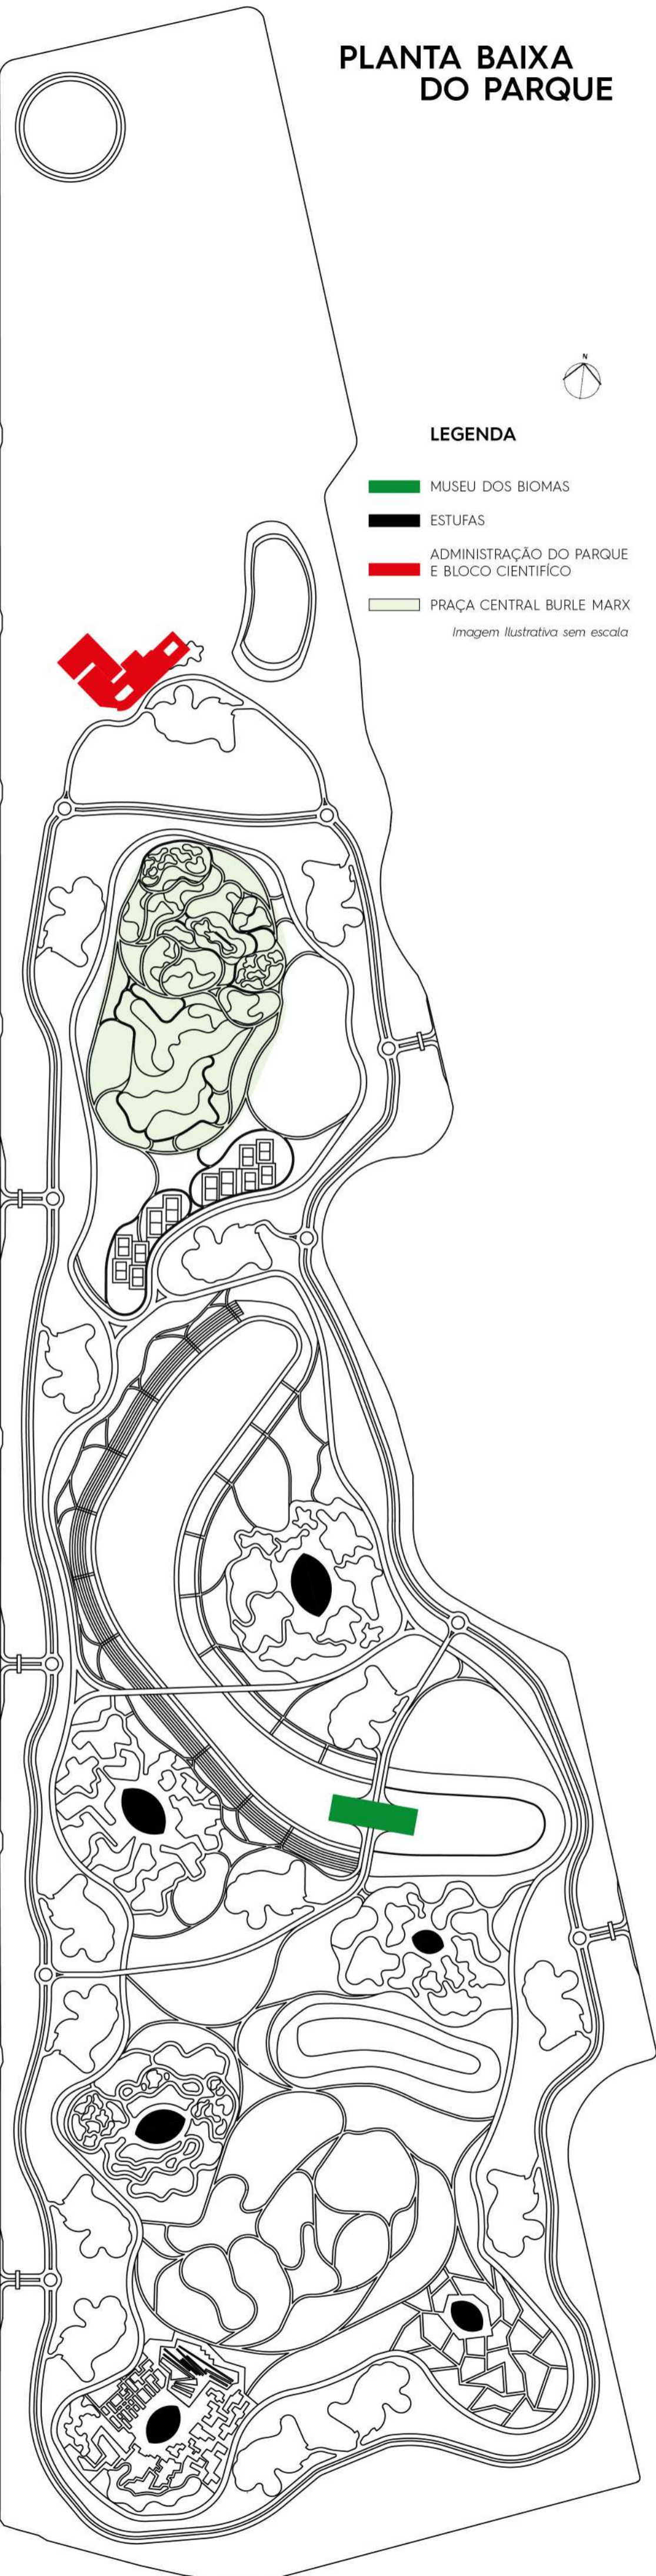 PLANTA BAIXA
DO PARQUE
N
LEGENDA
MUSEU DOS BIOMAS
ESTUFAS
ADMINISTRAÇÃO DO PARQUE
E BLOCO CIENTIFÍCO
PRAÇA CENTRAL BURLE MARX
Imagem Ilustrativa sem escala